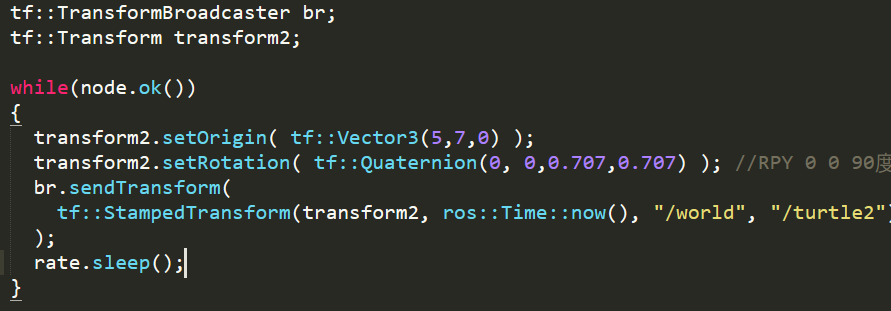 tf::TransformBroadcaster br;
tf::Transform transform2;
while(node.ok())
{
transform2.setOrigin( tf::Vector3(5,7,0) );
transform2.setRotation( tf::Quaternion(0, 0,0.707,0.707) ); //RPY 0 0 90度
br.sendTransform(
tf::StampedTransform(transform2, ros::Time::now(), "/world", "/turtle2")
);
rate.sleep();
}